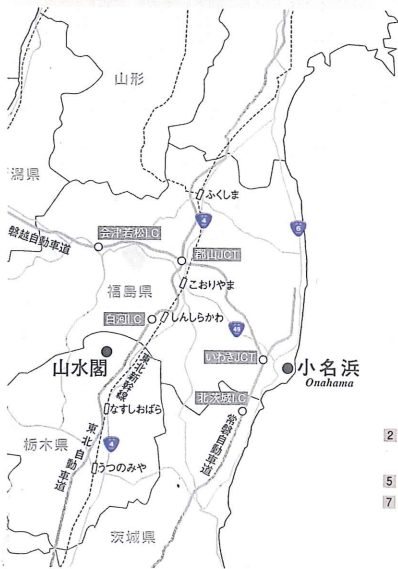 山形
潟県
ふくしま
4
6
会津若松I.C
磐越自動車道
郡山JCT
こおりやま
福島県
白河I.C
しんしらかわ
49
いわきJCT
山水閣
小名浜
Onahama
東北新幹線
北茨城I.C
なすしおばら
常磐自動車道
2
栃木県
4
東北自動車道
うつのみや
5
7
茨城県